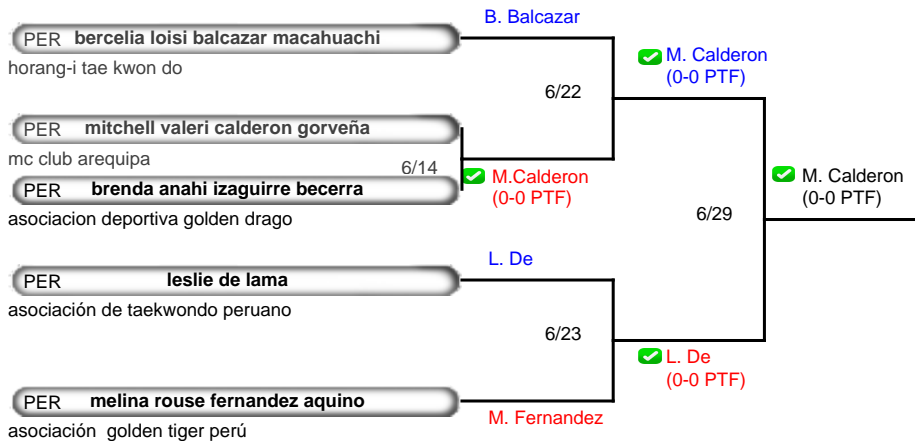 B. Balcazar
PER bercelia loisi balcazar macahuachi
horang-i tae kwon do
M. Calderon
(0-0 PTF)
6/22
PER mitchell valeri calderon gorveña
mc club arequipa
6/14
M.Calderon
(0-0 PTF)
PER brenda anahi izaguirre becerra
asociacion deportiva golden drago
M. Calderon
(0-0 PTF)
6/29
L. De
PER leslie de lama
asociación de taekwondo peruano
6/23
L. De
(0-0 PTF)
PER melina rouse fernandez aquino
M. Fernandez
asociación  golden tiger perú